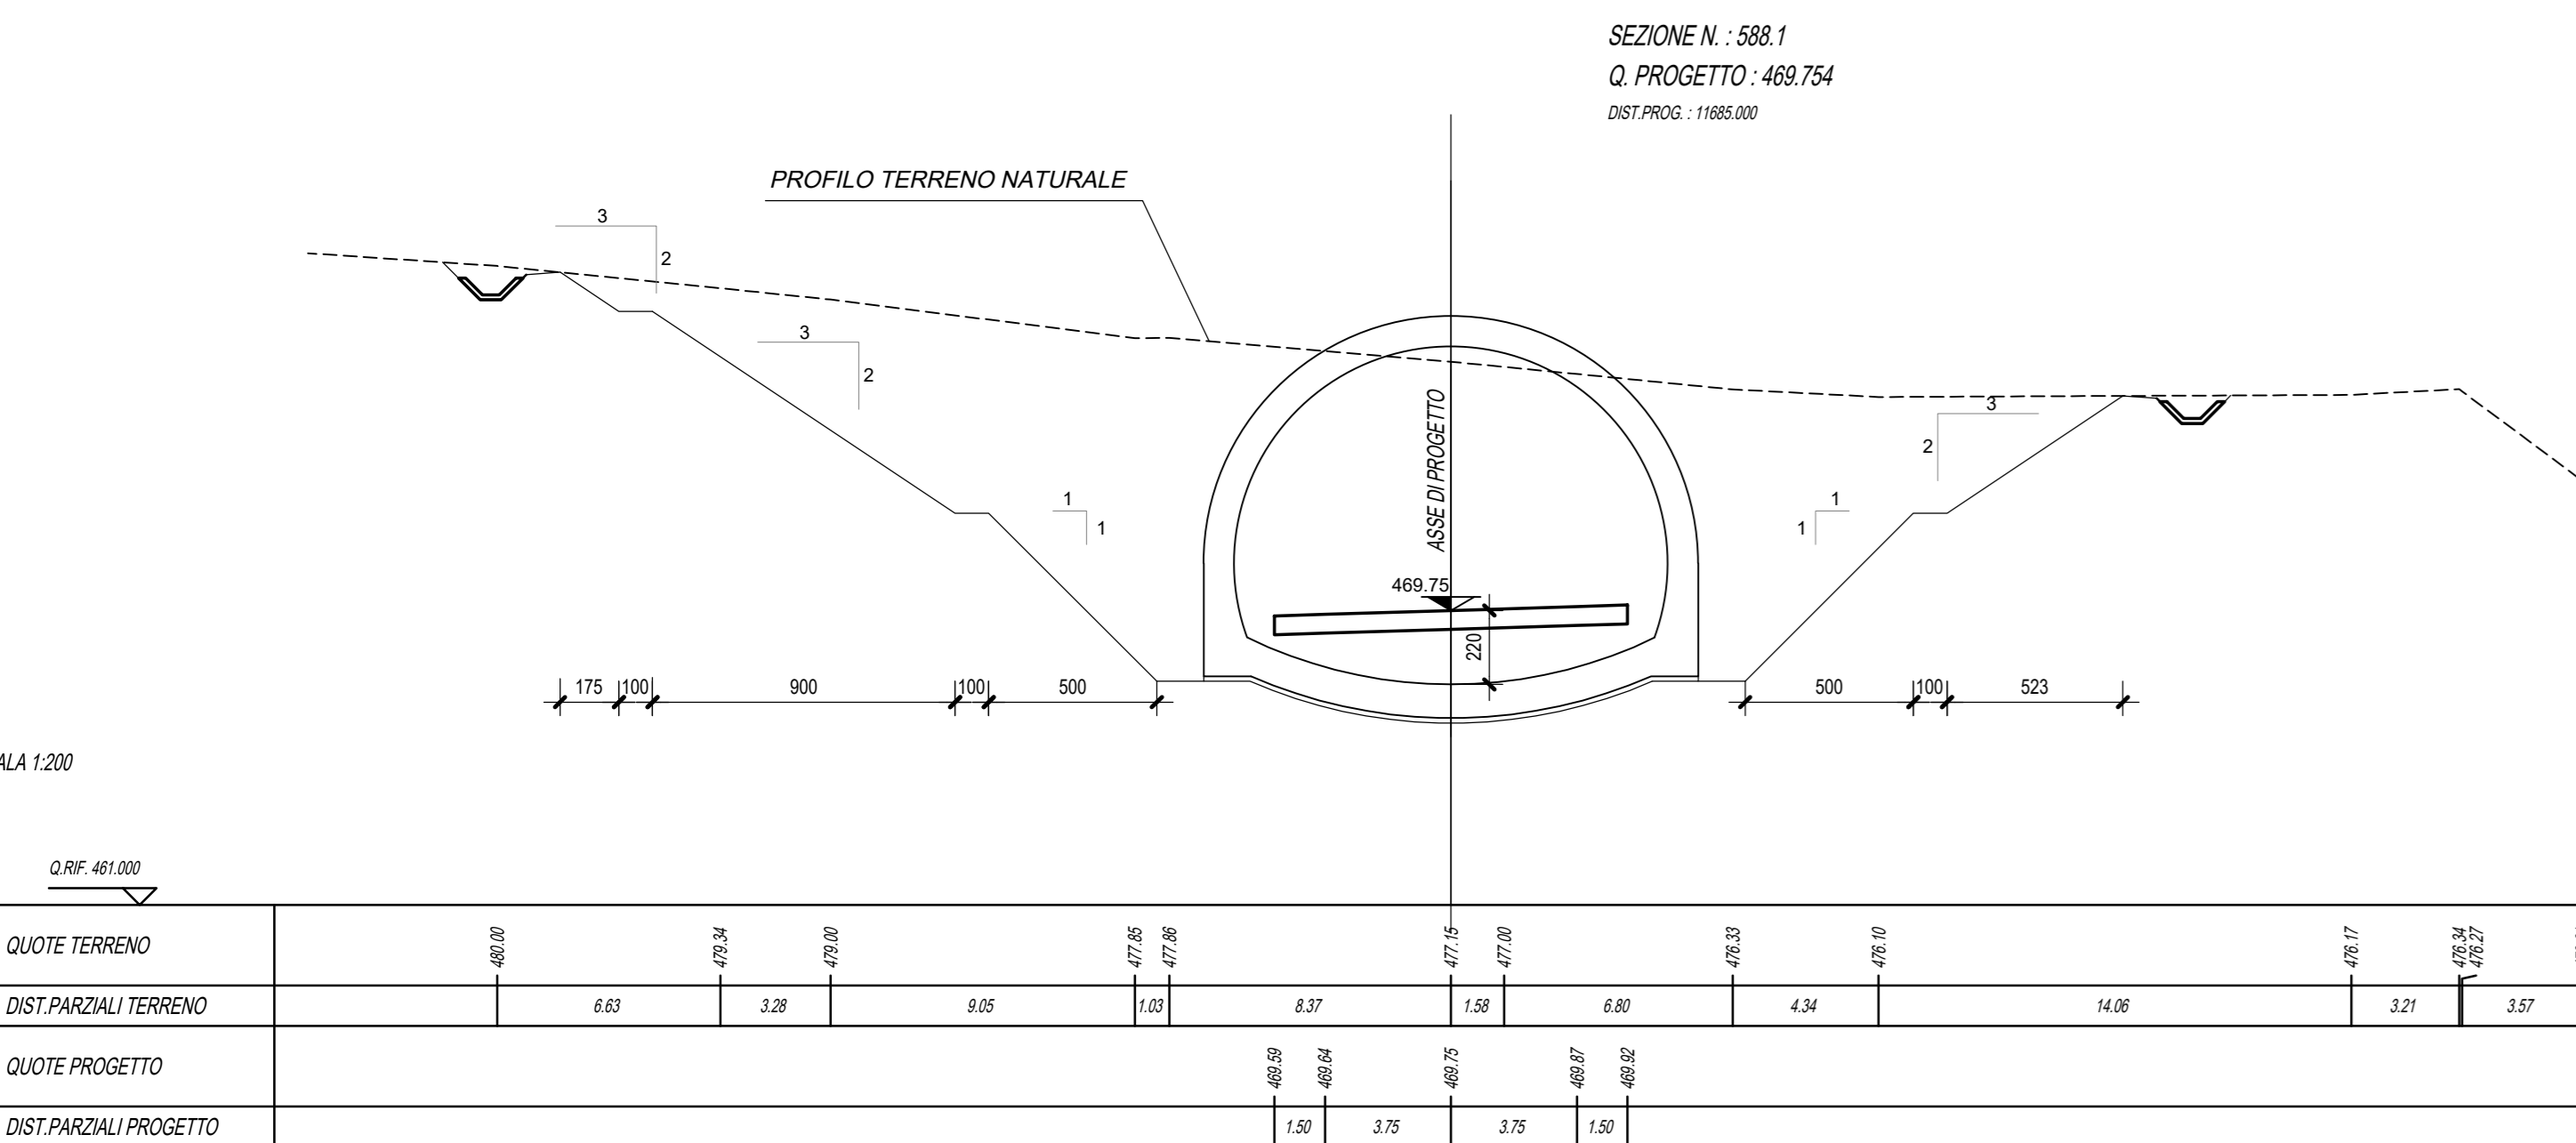 SEZIONE N. : 588.1
Q. PROGETTO : 469.754
DIST.PROG. : 11685.000
PROFILO TERRENO NATURALE
3
2
3
2
3
2
1
1
1
1
ASSE DI PROGETTO
469.75
220
175 100 900 100 500 500 100 523
ALA 1:200
Q.RIF. 461.000
QUOTE TERRENO 480.00 479.34 479.00 477.85 477.86 477.15 477.00 476.33 476.10 476.17 476.34 476.27
DIST.PARZIALI TERRENO 6.63 3.28 9.05 1.03 8.37 1.58 6.80 4.34 14.06 3.21 3.57
QUOTE PROGETTO 469.59 469.64 469.75 469.87 469.92
DIST.PARZIALI PROGETTO 1.50 3.75 3.75 1.50